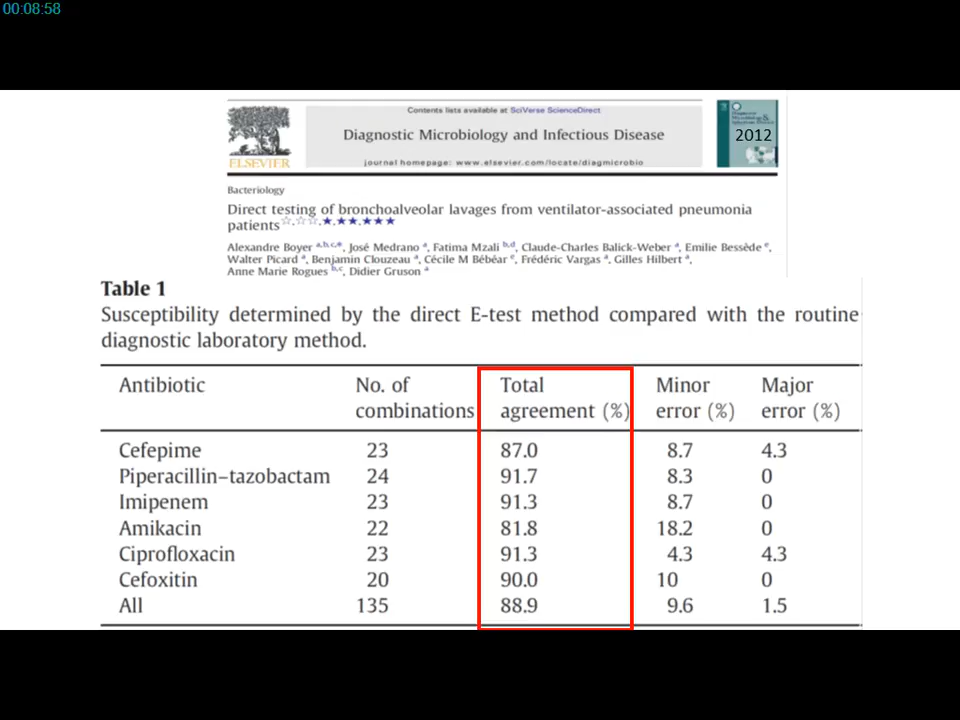 00:08:58
Contents lists available at SciVerse ScienceDirect
Diagnostic Microbiology and Infectious Disease
journal homepage: www.elsevier.com/locate/diagmicrobio
ELSEVIER
2012
Bacteriology
Direct testing of bronchoalveolar lavages from ventilator-associated pneumonia
patients☆,☆☆,★,★★,★★★
Alexandre Boyer a,b,c,*, José Medrano a, Fatima Mzali b,d, Claude-Charles Balick-Weber a, Emilie Bessède e,
Walter Picard a, Benjamin Clouzeau a, Cécile M Bébéar e, Frédéric Vargas a, Gilles Hilbert a,
Anne Marie Rogues b,c, Didier Gruson a
Table 1
Susceptibility determined by the direct E-test method compared with the routine
diagnostic laboratory method.
Antibiotic No. of combinations Total agreement (%) Minor error (%) Major error (%)
Cefepime 23 87.0 8.7 4.3
Piperacillin–tazobactam 24 91.7 8.3 0
Imipenem 23 91.3 8.7 0
Amikacin 22 81.8 18.2 0
Ciprofloxacin 23 91.3 4.3 4.3
Cefoxitin 20 90.0 10 0
All 135 88.9 9.6 1.5